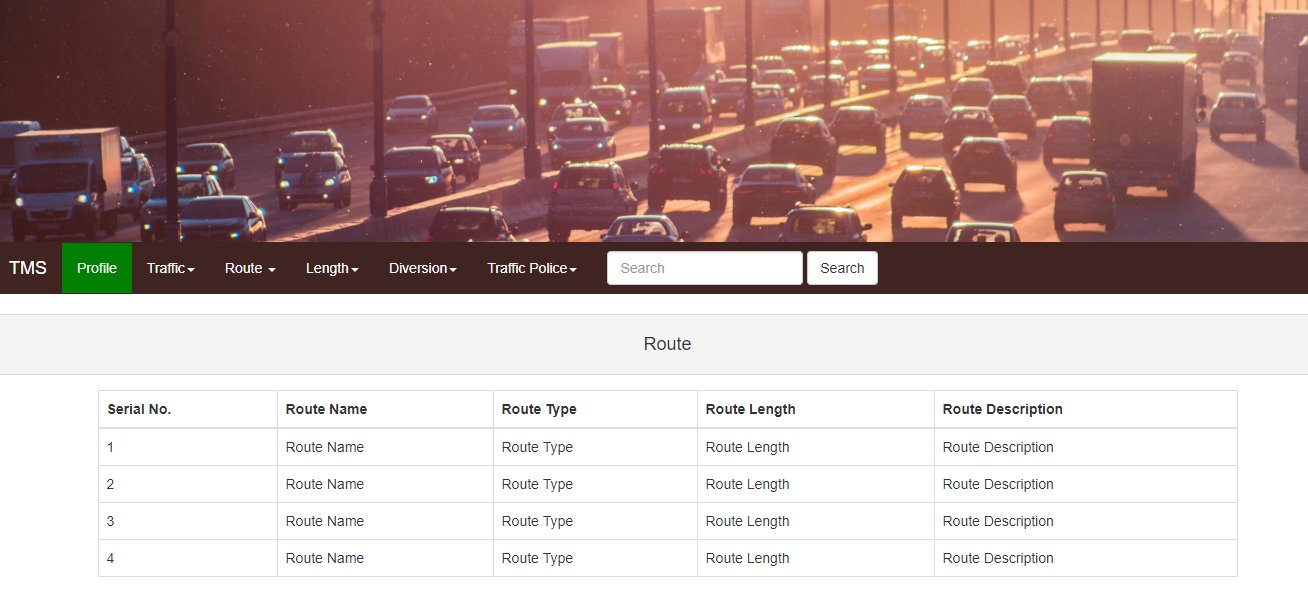 TMS Profile Traffic Route Length Diversion Traffic Police Search Search
Route
Serial No. Route Name Route Type Route Length Route Description
1 Route Name Route Type Route Length Route Description
2 Route Name Route Type Route Length Route Description
3 Route Name Route Type Route Length Route Description
4 Route Name Route Type Route Length Route Description